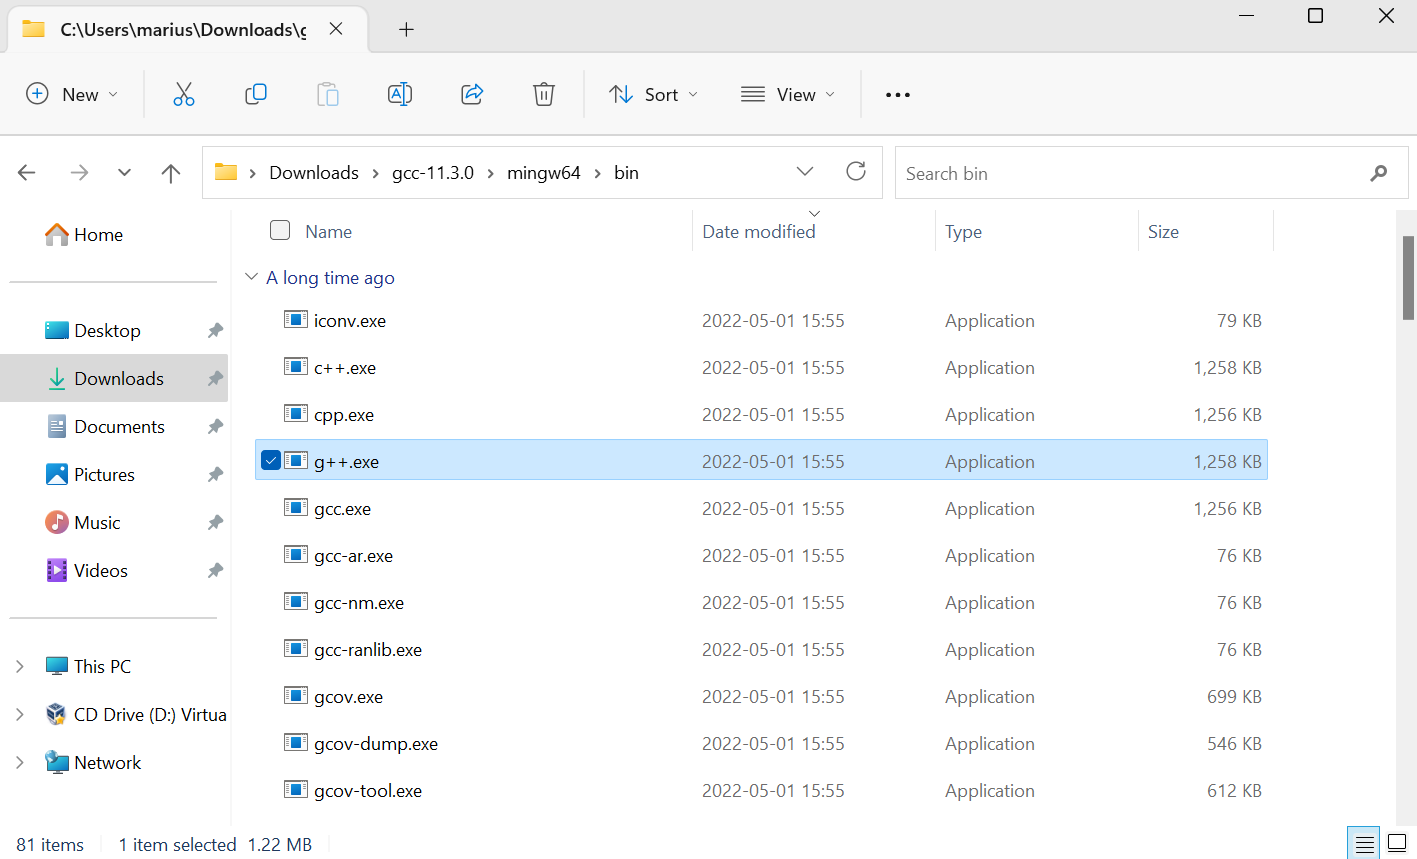 C:\Users\marius\Downloads\g
New
Sort
View
Downloads > gcc-11.3.0 > mingw64 > bin
Search bin
Home
Desktop
Downloads
Documents
Pictures
Music
Videos
This PC
CD Drive (D:) Virtua
Network
Name Date modified Type Size
A long time ago
iconv.exe 2022-05-01 15:55 Application 79 KB
c++.exe 2022-05-01 15:55 Application 1,258 KB
cpp.exe 2022-05-01 15:55 Application 1,256 KB
g++.exe 2022-05-01 15:55 Application 1,258 KB
gcc.exe 2022-05-01 15:55 Application 1,256 KB
gcc-ar.exe 2022-05-01 15:55 Application 76 KB
gcc-nm.exe 2022-05-01 15:55 Application 76 KB
gcc-ranlib.exe 2022-05-01 15:55 Application 76 KB
gcov.exe 2022-05-01 15:55 Application 699 KB
gcov-dump.exe 2022-05-01 15:55 Application 546 KB
gcov-tool.exe 2022-05-01 15:55 Application 612 KB
81 items 1 item selected 1.22 MB